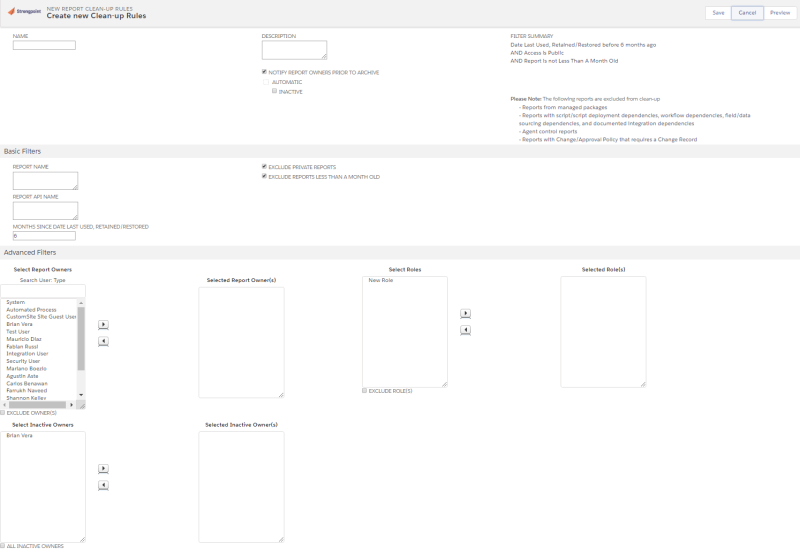 Strongpoint
NEW REPORT CLEAN-UP RULES
Create new Clean-up Rules
Save
Cancel
Preview
NAME
DESCRIPTION
NOTIFY REPORT OWNERS PRIOR TO ARCHIVE
AUTOMATIC
INACTIVE
FILTER SUMMARY
Date Last Used, Retained/Restored before 6 months ago
AND Access is Public
AND Report is not Less Than A Month Old
Please Note: The following reports are excluded from clean-up
- Reports from managed packages
- Reports with script/script deployment dependencies, workflow dependencies, field/data
sourcing dependencies, and documented integration dependencies
- Agent control reports
- Reports with Change/Approval Policy that requires a Change Record
Basic Filters
REPORT NAME
EXCLUDE PRIVATE REPORTS
EXCLUDE REPORTS LESS THAN A MONTH OLD
REPORT API NAME
MONTHS SINCE DATE LAST USED, RETAINED/RESTORED
6
Advanced Filters
Select Report Owners
Search User: Type
System
Automated Process
CustomSite Site Guest User
Brian Vera
Test User
Mauricio Diaz
Fabian Russi
Integration User
Security User
Mariano Boezio
Agustin Aste
Carlos Benawan
Farrukh Naveed
Shannon Kelley
EXCLUDE OWNER(S)
Selected Report Owner(s)
Select Roles
New Role
EXCLUDE ROLE(S)
Selected Role(s)
Select Inactive Owners
Brian Vera
ALL INACTIVE OWNERS
Selected Inactive Owner(s)